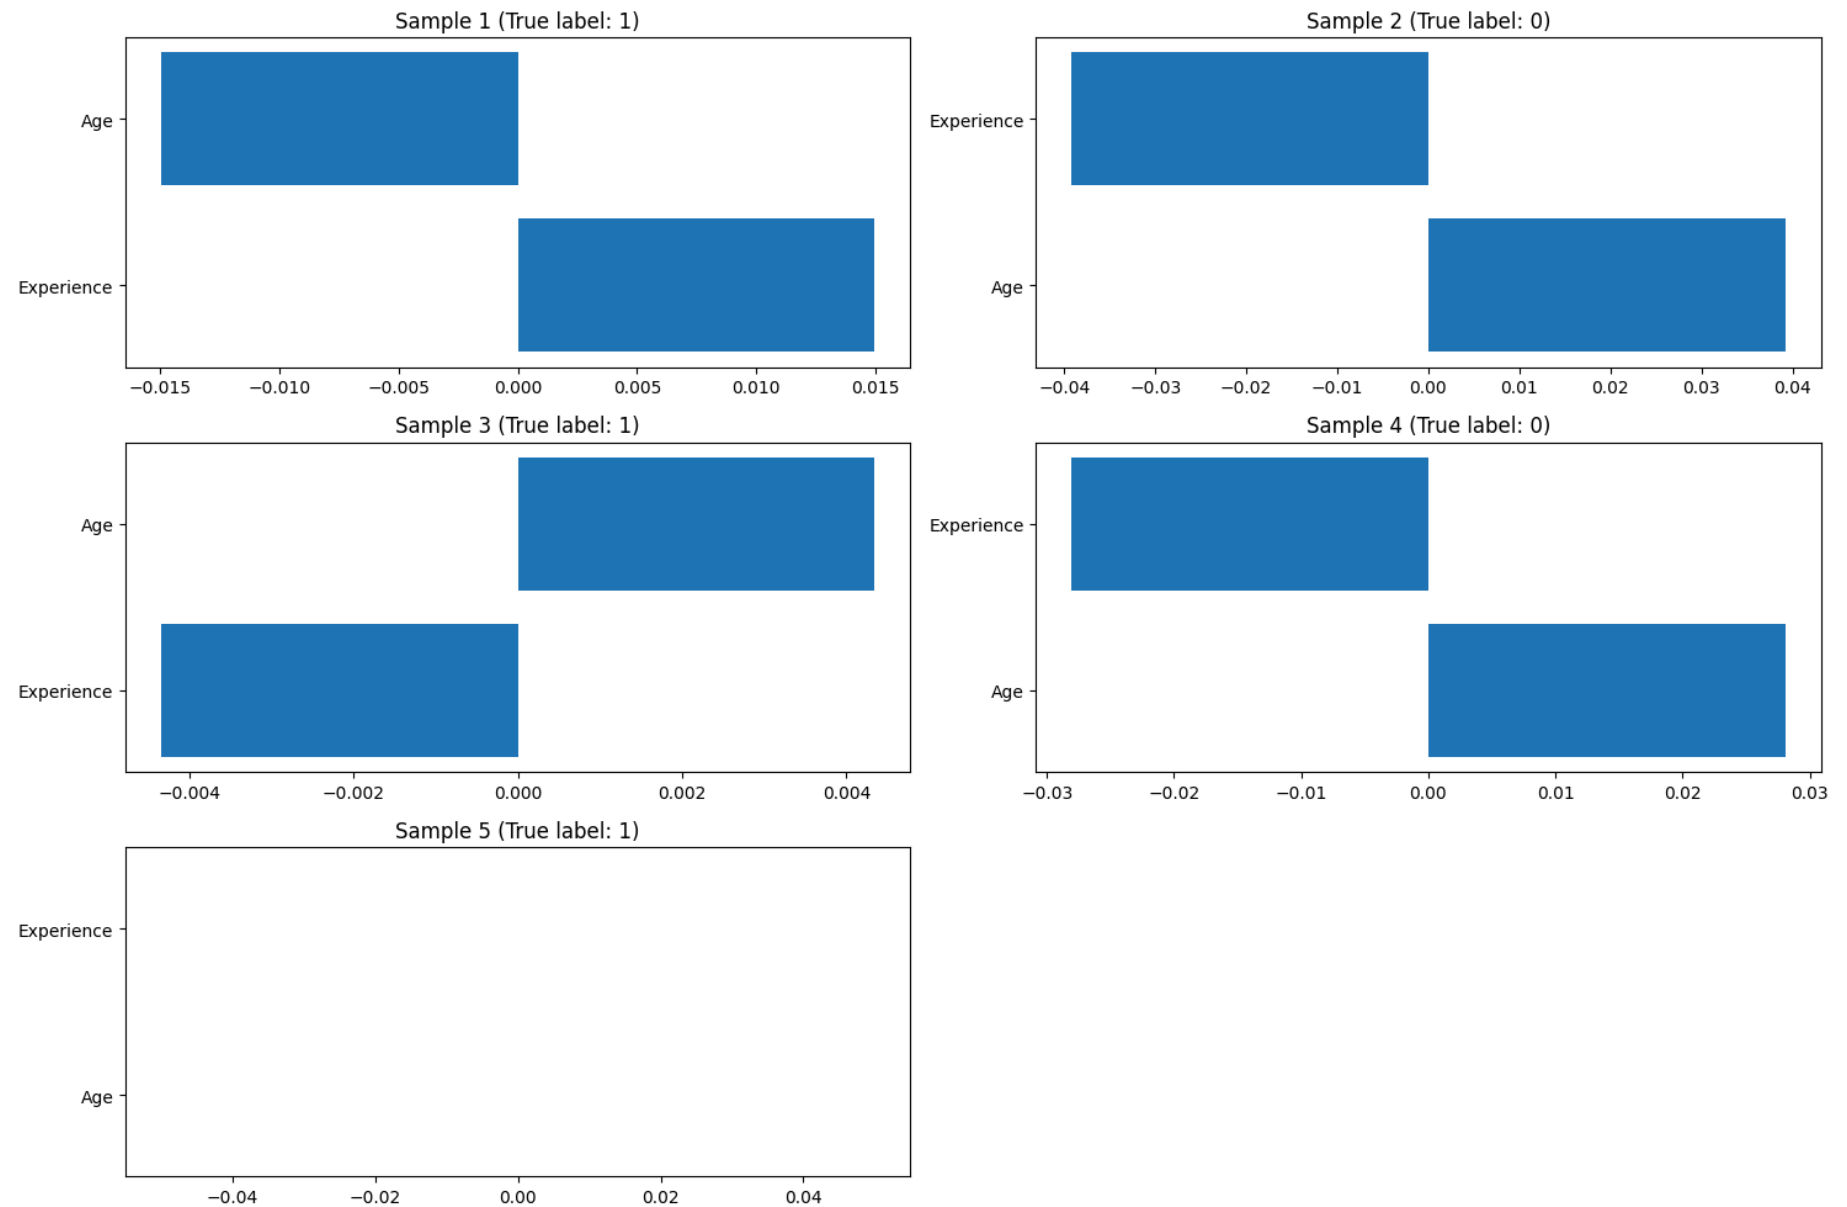 Sample 1 (True label: 1)
Age
Experience
−0.015 −0.010 −0.005 0.000 0.005 0.010 0.015
Sample 2 (True label: 0)
Experience
Age
−0.04 −0.03 −0.02 −0.01 0.00 0.01 0.02 0.03 0.04
Sample 3 (True label: 1)
Age
Experience
−0.004 −0.002 0.000 0.002 0.004
Sample 4 (True label: 0)
Experience
Age
−0.03 −0.02 −0.01 0.00 0.01 0.02 0.03
Sample 5 (True label: 1)
Experience
Age
−0.04 −0.02 0.00 0.02 0.04